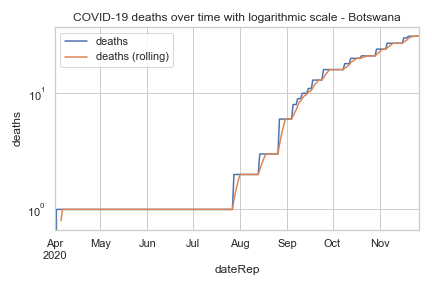 COVID-19 deaths over time with logarithmic scale - Botswana
deaths
deaths (rolling)
10¹
10⁰
deaths
Apr May Jun Jul Aug Sep Oct Nov
2020
dateRep